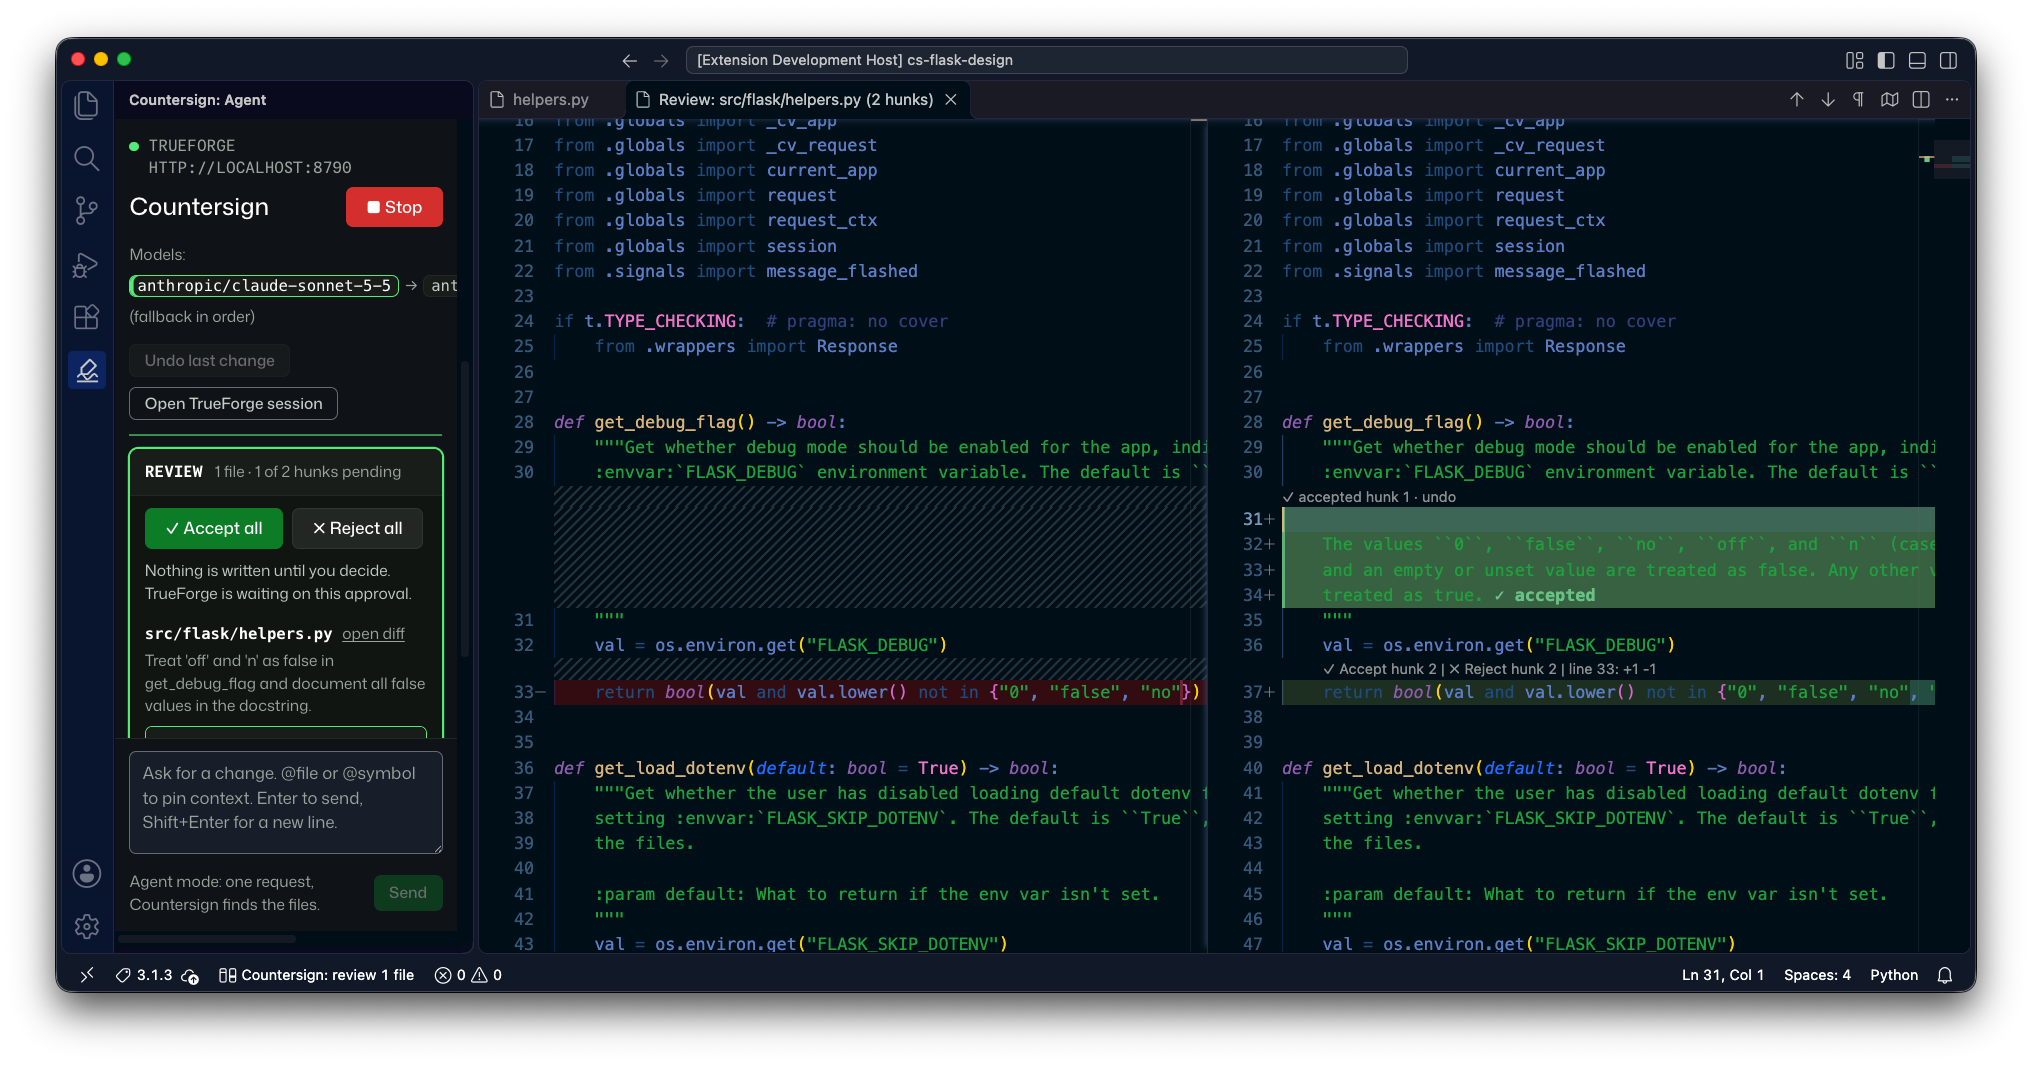 [Extension Development Host] cs-flask-design
Countersign: Agent
TRUEFORGE
HTTP://LOCALHOST:8790
Countersign
Stop
Models:
anthropic/claude-sonnet-5-5 → ant
(fallback in order)
Undo last change
Open TrueForge session
REVIEW 1 file · 1 of 2 hunks pending
✓ Accept all
✕ Reject all
Nothing is written until you decide.
TrueForge is waiting on this approval.
src/flask/helpers.py open diff
Treat 'off' and 'n' as false in
get_debug_flag and document all false
values in the docstring.
Ask for a change. @file or @symbol
to pin context. Enter to send,
Shift+Enter for a new line.
Agent mode: one request,
Countersign finds the files.
Send
helpers.py
Review: src/flask/helpers.py (2 hunks)
16 from .globals import _cv_app
17 from .globals import _cv_request
18 from .globals import current_app
19 from .globals import request
20 from .globals import request_ctx
21 from .globals import session
22 from .signals import message_flashed
23
24 if t.TYPE_CHECKING:  # pragma: no cover
25     from .wrappers import Response
26
27
28 def get_debug_flag() -> bool:
29     """Get whether debug mode should be enabled for the app, indi
30     :envvar:`FLASK_DEBUG` environment variable. The default is ``
31     """
32     val = os.environ.get("FLASK_DEBUG")
33−     return bool(val and val.lower() not in {"0", "false", "no"})
34
35
36 def get_load_dotenv(default: bool = True) -> bool:
37     """Get whether the user has disabled loading default dotenv f
38     setting :envvar:`FLASK_SKIP_DOTENV`. The default is ``True``,
39     the files.
40
41     :param default: What to return if the env var isn't set.
42     """
43     val = os.environ.get("FLASK_SKIP_DOTENV")
16 from .globals import _cv_app
17 from .globals import _cv_request
18 from .globals import current_app
19 from .globals import request
20 from .globals import request_ctx
21 from .globals import session
22 from .signals import message_flashed
23
24 if t.TYPE_CHECKING:  # pragma: no cover
25     from .wrappers import Response
26
27
28 def get_debug_flag() -> bool:
29     """Get whether debug mode should be enabled for the app, indi
30     :envvar:`FLASK_DEBUG` environment variable. The default is ``
✓ accepted hunk 1 · undo
31+
32+     The values ``0``, ``false``, ``no``, ``off``, and ``n`` (case
33+     and an empty or unset value are treated as false. Any other v
34+     treated as true. ✓ accepted
35     """
36     val = os.environ.get("FLASK_DEBUG")
✓ Accept hunk 2 | ✕ Reject hunk 2 | line 33: +1 -1
37+     return bool(val and val.lower() not in {"0", "false", "no", "
38
39
40 def get_load_dotenv(default: bool = True) -> bool:
41     """Get whether the user has disabled loading default dotenv f
42     setting :envvar:`FLASK_SKIP_DOTENV`. The default is ``True``,
43     the files.
44
45     :param default: What to return if the env var isn't set.
46     """
47     val = os.environ.get("FLASK_SKIP_DOTENV")
3.1.3
Countersign: review 1 file
0 0
Ln 31, Col 1
Spaces: 4
Python